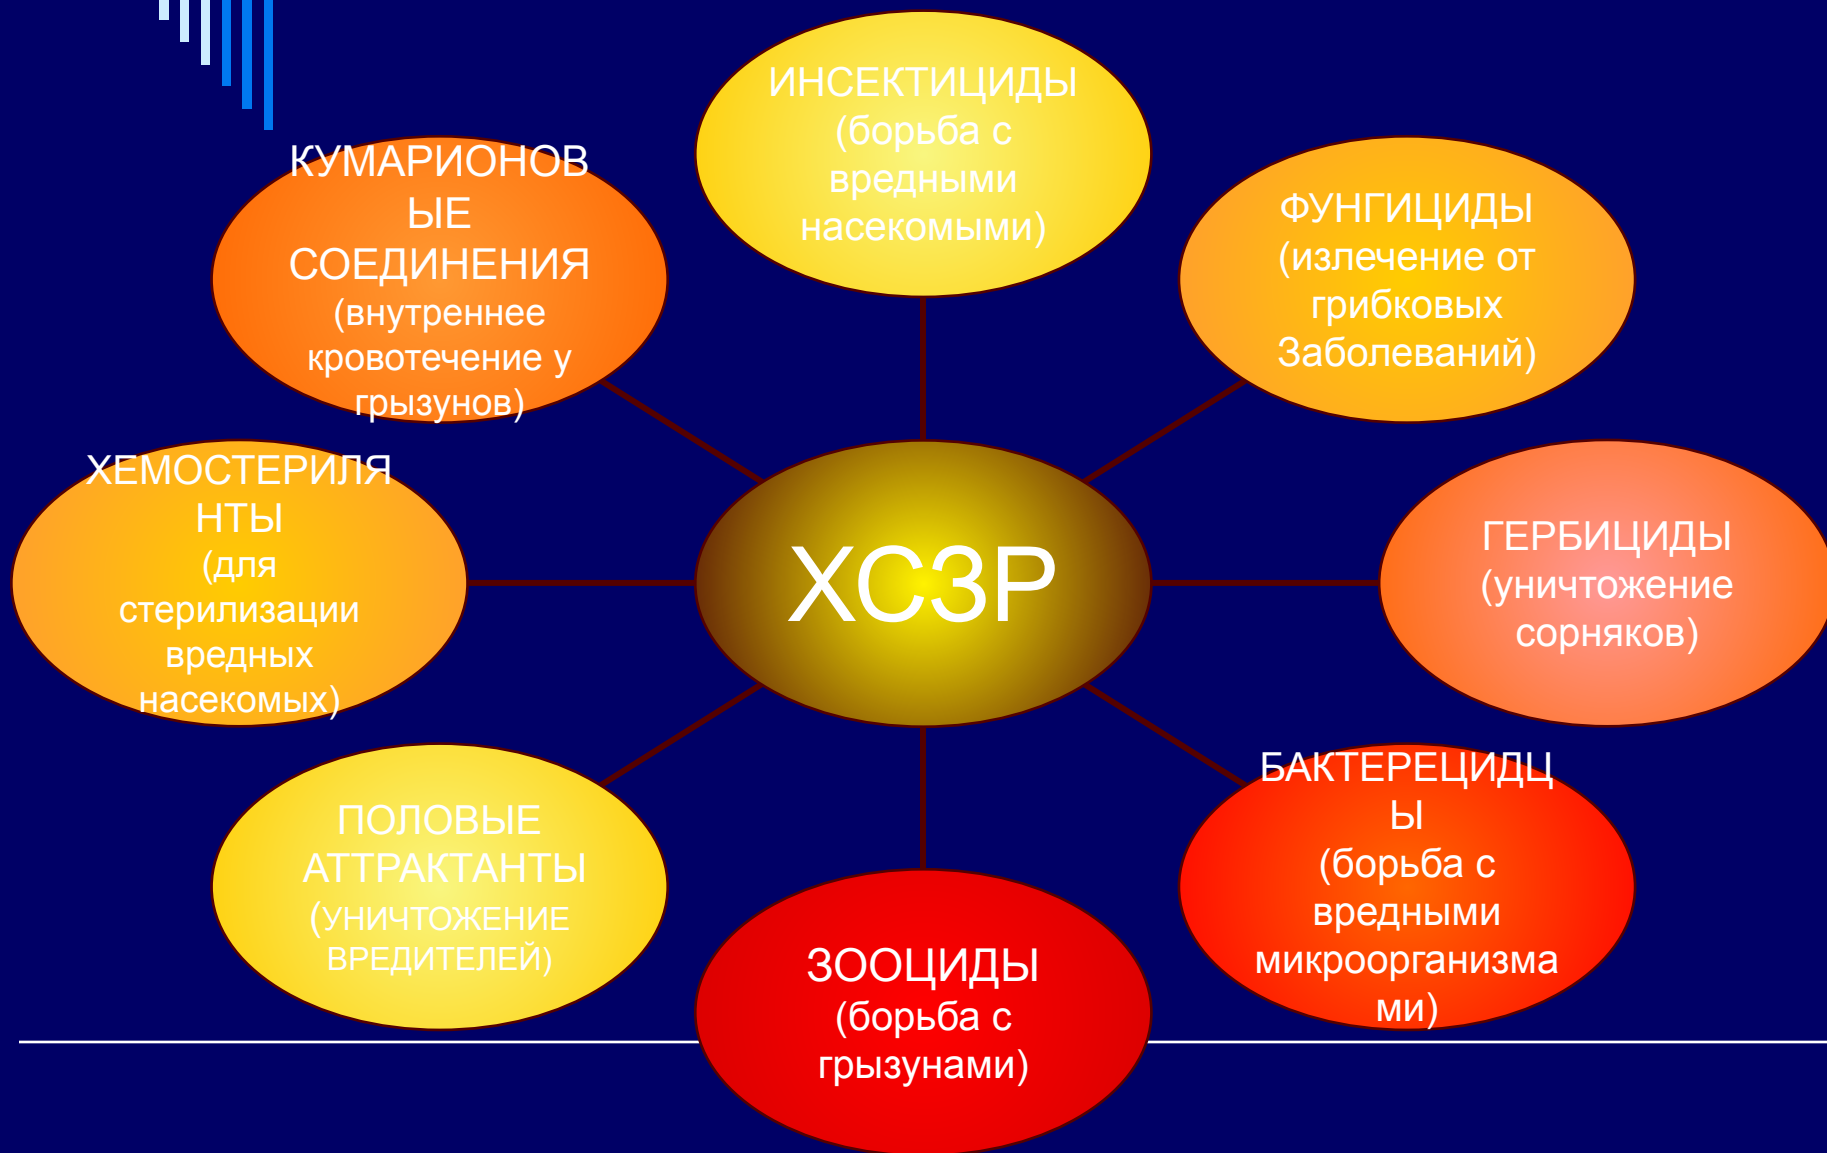 ИНСЕКТИЦИДЫ
(борьба с
вредными
насекомыми)
КУМАРИОНОВ
ЫЕ
СОЕДИНЕНИЯ
(внутреннее
кровотечение у
грызунов)
ФУНГИЦИДЫ
(излечение от
грибковых
Заболеваний)
ХЕМОСТЕРИЛЯ
НТЫ
(для
стерилизации
вредных
насекомых)
ХСЗР
ГЕРБИЦИДЫ
(уничтожение
сорняков)
ПОЛОВЫЕ
АТТРАКТАНТЫ
(УНИЧТОЖЕНИЕ
ВРЕДИТЕЛЕЙ)
БАКТЕРЕЦИДЦ
Ы
(борьба с
вредными
микроорганизма
ми)
ЗООЦИДЫ
(борьба с
грызунами)